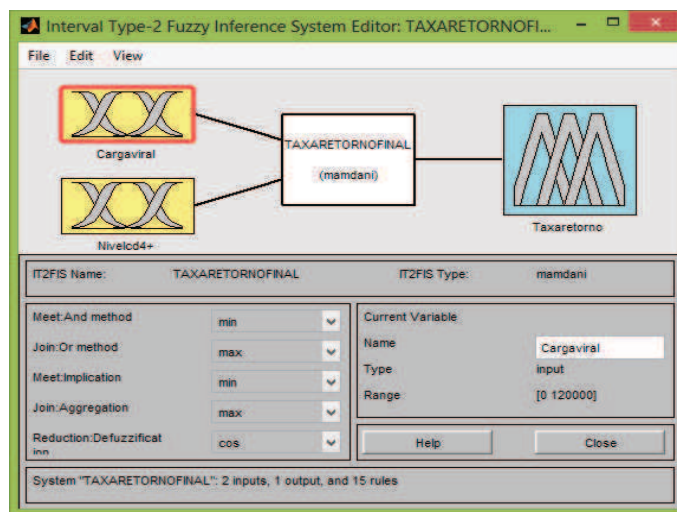 Interval Type-2 Fuzzy Inference System Editor: TAXARETORNOFI...
File Edit View
Cargaviral
TAXARETORNOFINAL
(mamdani)
Nivelcd4+
Taxaretorno
IT2FIS Name: TAXARETORNOFINAL IT2FIS Type: mamdani
Meet:And method min
Join:Or method max
Meet:Implication min
Join:Aggregation max
Reduction:Defuzzificat
ion cos
Current Variable
Name Cargaviral
Type input
Range [0 120000]
Help Close
System "TAXARETORNOFINAL": 2 inputs, 1 output, and 15 rules